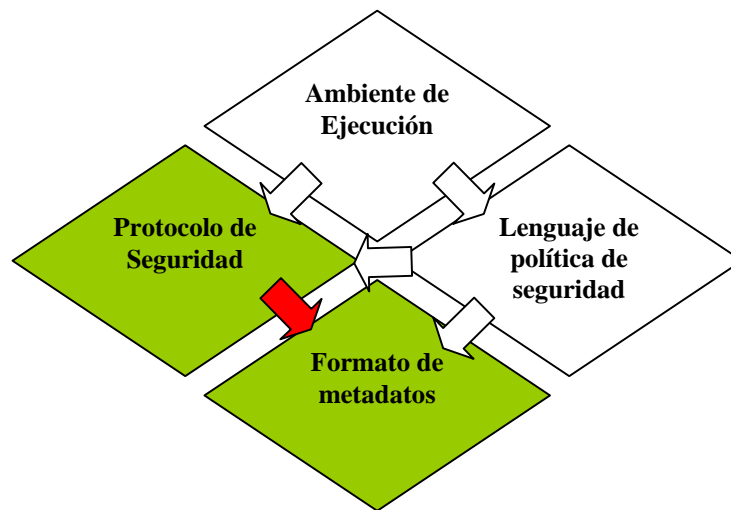 Ambiente de
Ejecución
Protocolo de
Seguridad
Lenguaje de
política de
seguridad
Formato de
metadatos